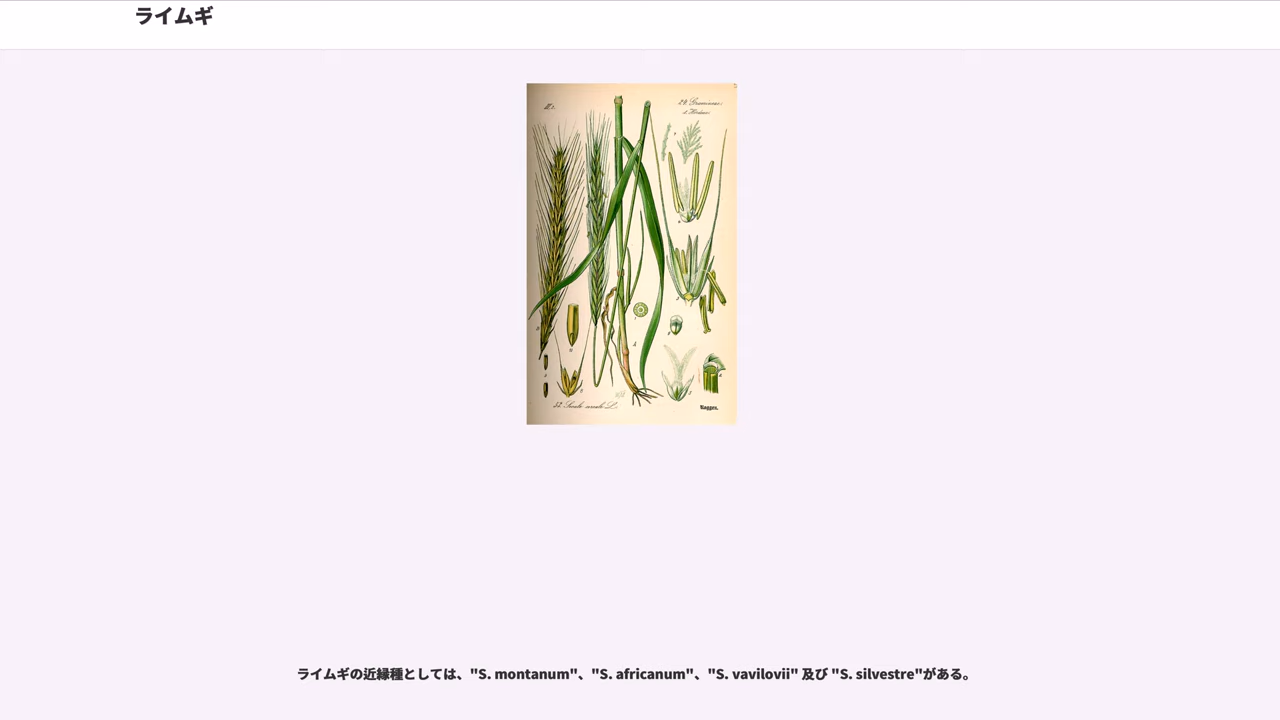 ライムギ
Roggen.
ライムギの近縁種としては、"S. montanum"、"S. africanum"、"S. vavilovii" 及び "S. silvestre"がある。